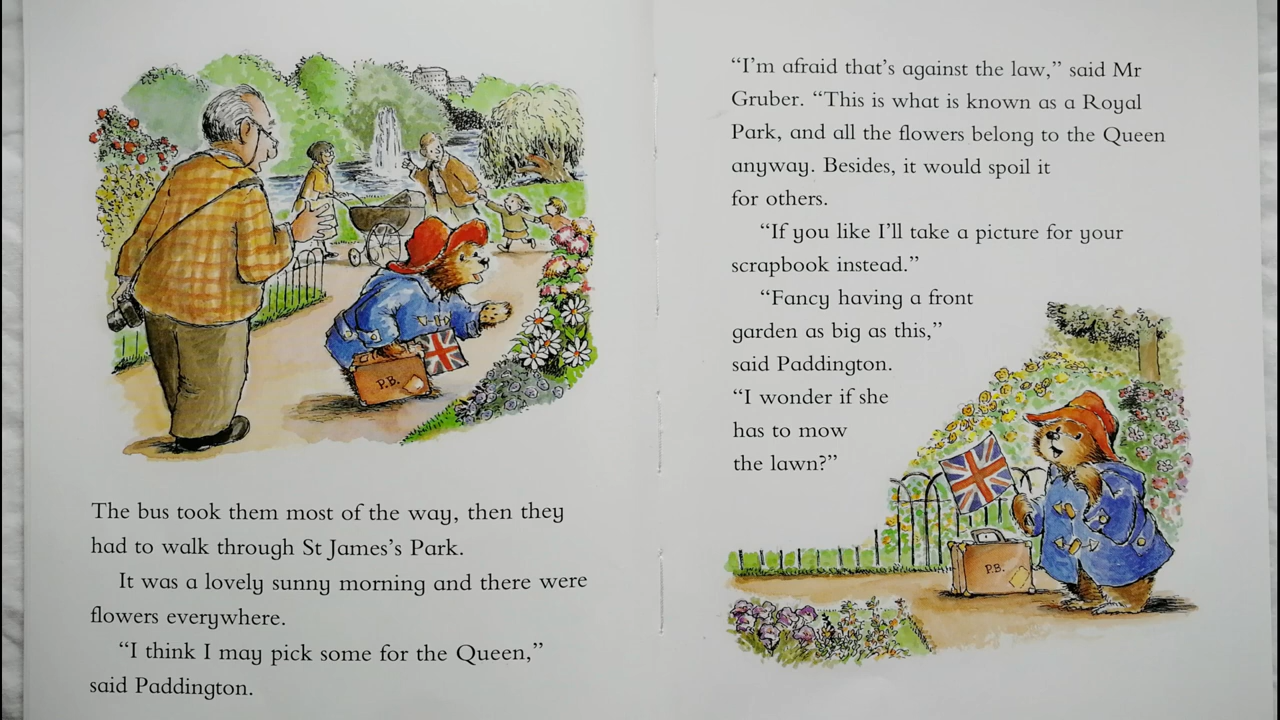 The bus took them most of the way, then they
had to walk through St James's Park.
It was a lovely sunny morning and there were
flowers everywhere.
“I think I may pick some for the Queen,”
said Paddington.
P.B.
“I'm afraid that's against the law,” said Mr
Gruber. “This is what is known as a Royal
Park, and all the flowers belong to the Queen
anyway. Besides, it would spoil it
for others.
“If you like I'll take a picture for your
scrapbook instead.”
“Fancy having a front
garden as big as this,”
said Paddington.
“I wonder if she
has to mow
the lawn?”
P.B.